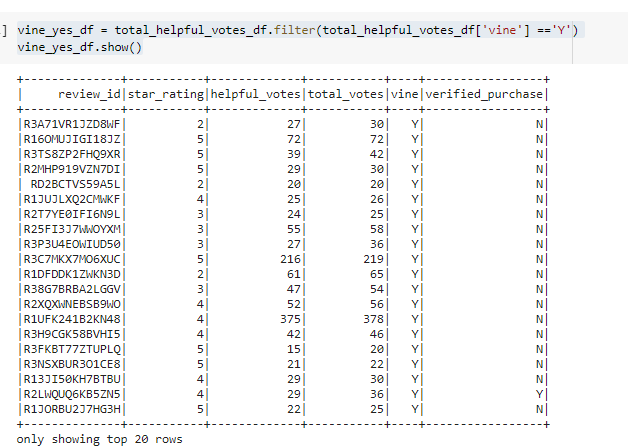 ] vine_yes_df = total_helpful_votes_df.filter(total_helpful_votes_df['vine'] =='Y')
vine_yes_df.show()
+--------------+-----------+-------------+-----------+----+-----------------+
|     review_id|star_rating|helpful_votes|total_votes|vine|verified_purchase|
+--------------+-----------+-------------+-----------+----+-----------------+
|R3A71VR1JZD8WF|          2|           27|         30|   Y|                N|
|R16OMUJIGI18JZ|          5|           72|         72|   Y|                N|
|R3TS8ZP2FHQ9XR|          5|           39|         42|   Y|                N|
|R2MHP919VZN7DI|          5|           29|         30|   Y|                N|
| RD2BCTVS59A5L|          2|           20|         20|   Y|                N|
|R1JUJLXQ2CMWKF|          4|           25|         26|   Y|                N|
|R2T7YE0IFI6N9L|          3|           24|         25|   Y|                N|
|R25FI3J7WWOYXM|          3|           55|         58|   Y|                N|
|R3P3U4EOWIUD50|          3|           27|         36|   Y|                N|
|R3C7MKX7MO6XUC|          5|          216|        219|   Y|                N|
|R1DFDDK1ZWKN3D|          2|           61|         65|   Y|                N|
|R38G7BRBA2LGGV|          3|           47|         54|   Y|                N|
|R2XQXWNEBSB9WO|          4|           52|         56|   Y|                N|
|R1UFK241B2KN48|          4|          375|        378|   Y|                N|
|R3H9CGK58BVHI5|          4|           42|         46|   Y|                N|
|R3FKBT77ZTUPLQ|          5|           15|         20|   Y|                N|
|R3NSXBUR3O1CE8|          5|           21|         22|   Y|                N|
|R13JI50KH7BTBU|          4|           29|         30|   Y|                N|
|R2LWQUQ6KB5ZN5|          4|           29|         36|   Y|                Y|
|R1JORBU2J7HG3H|          5|           22|         25|   Y|                N|
+--------------+-----------+-------------+-----------+----+-----------------+
only showing top 20 rows